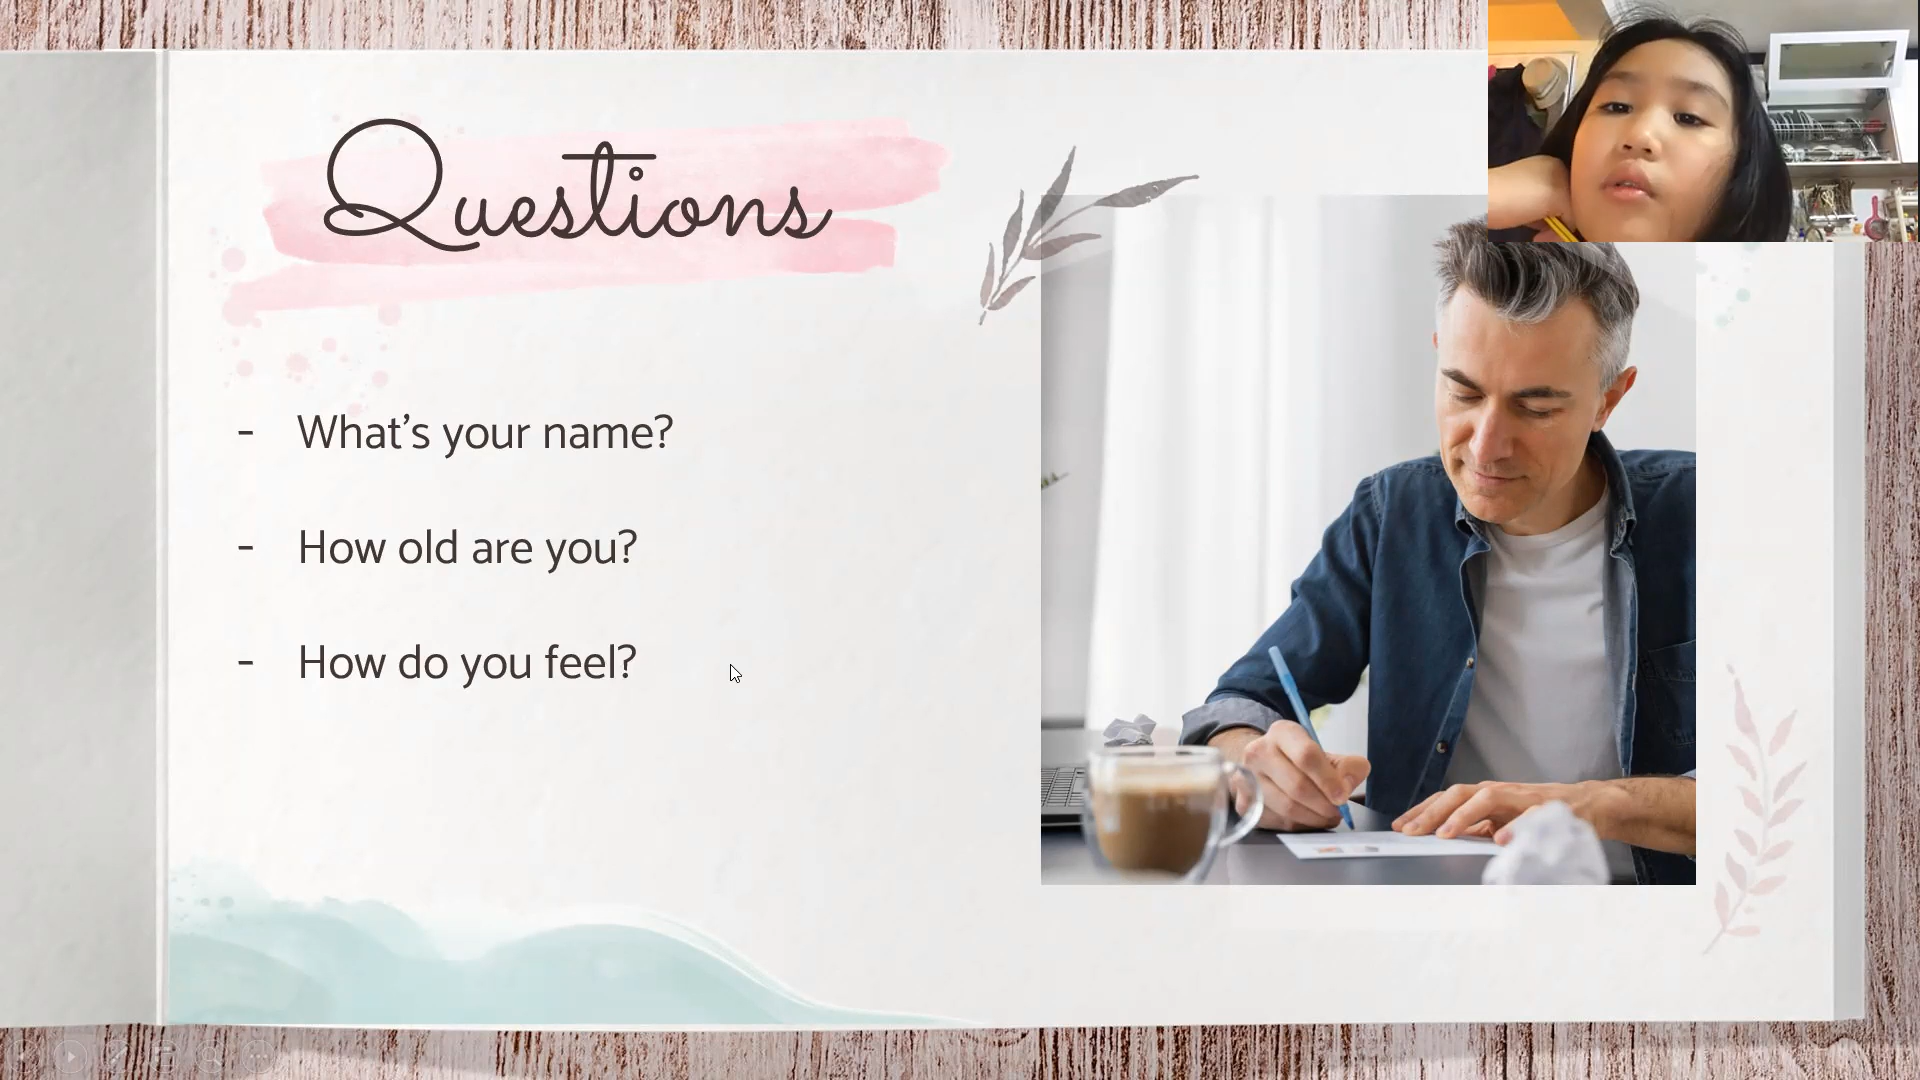 Questions
- What's your name?
- How old are you?
- How do you feel?